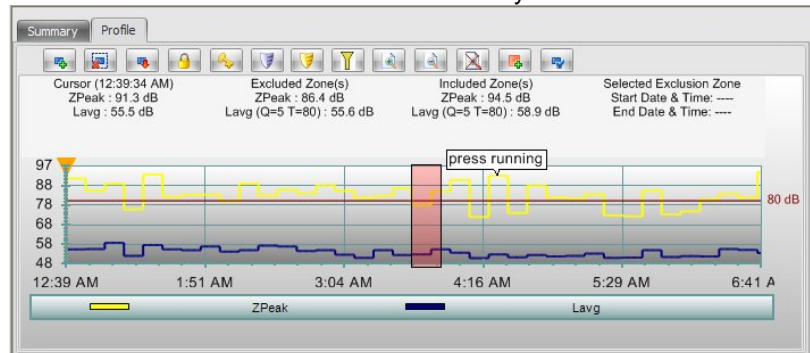 Summary Profile
Cursor (12:39:34 AM) Excluded Zone(s) Included Zone(s) Selected Exclusion Zone
ZPeak : 91.3 dB ZPeak : 86.4 dB ZPeak : 94.5 dB Start Date & Time: ----
Lavg : 55.5 dB Lavg (Q=5 T=80) : 55.6 dB Lavg (Q=5 T=80) : 58.9 dB End Date & Time: ----
press running
97
88
78
68
58
48
80 dB
12:39 AM 1:51 AM 3:04 AM 4:16 AM 5:29 AM 6:41 A
ZPeak Lavg